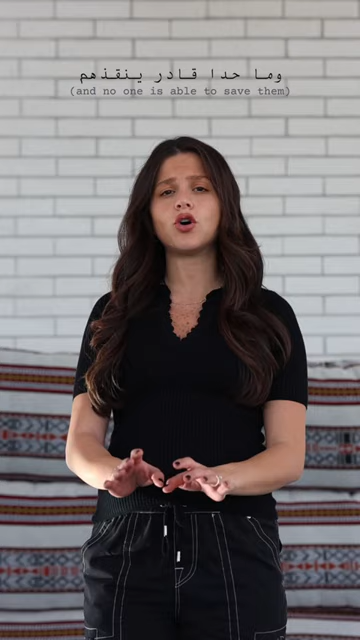 وما حدا قادر ينقذهم
(and no one is able to save them)